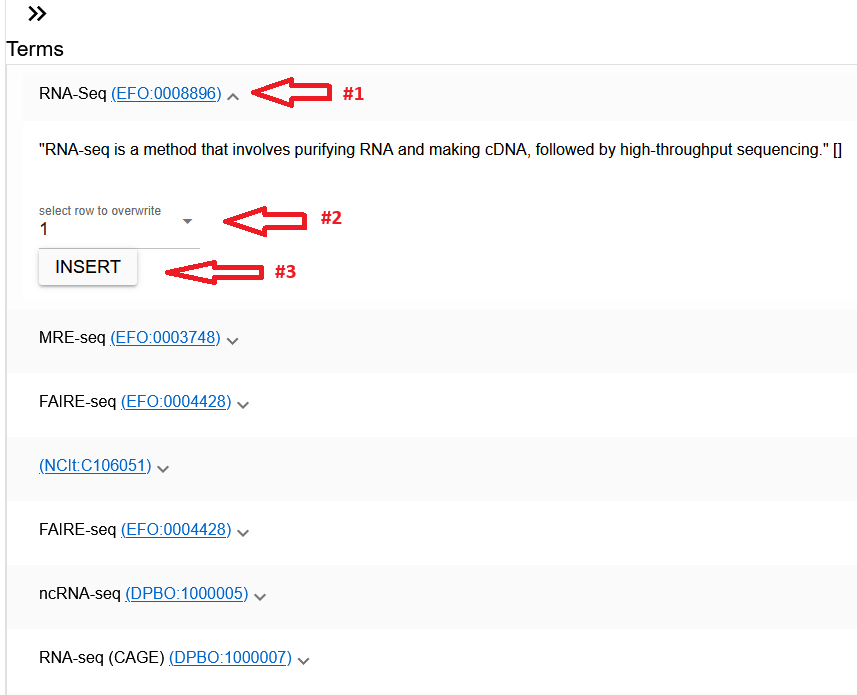 Terms
RNA-Seq (EFO:0008896)
#1
"RNA-seq is a method that involves purifying RNA and making cDNA, followed by high-throughput sequencing." []
select row to overwrite
1
#2
INSERT
#3
MRE-seq (EFO:0003748)
FAIRE-seq (EFO:0004428)
(NCIt:C106051)
FAIRE-seq (EFO:0004428)
ncRNA-seq (DPBO:1000005)
RNA-seq (CAGE) (DPBO:1000007)